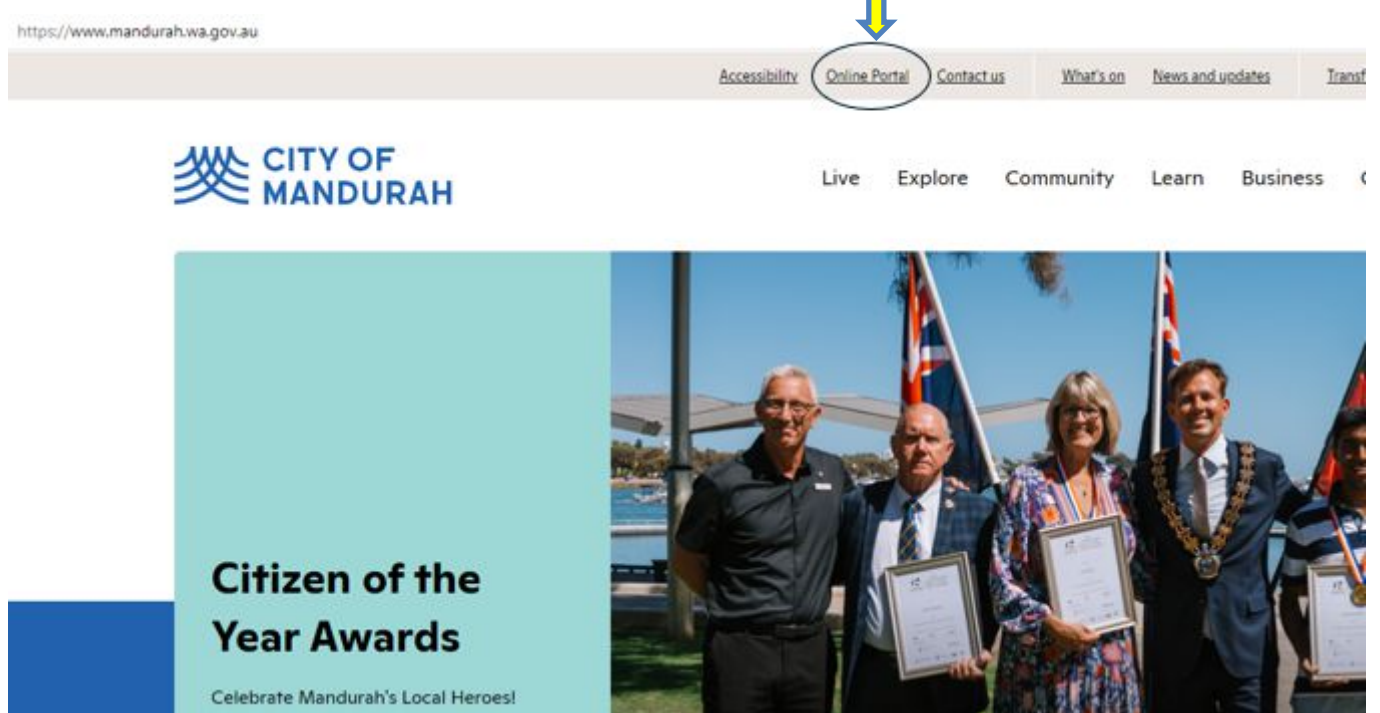 https://www.mandurah.wa.gov.au
Accessibility Online Portal Contact us What's on News and updates Transf
CITY OF
MANDURAH
Live Explore Community Learn Business
Citizen of the
Year Awards
Celebrate Mandurah's Local Heroes!